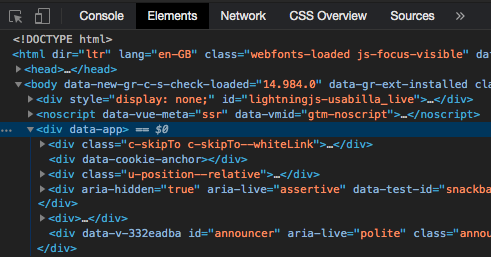 Console Elements Network CSS Overview Sources »
<!DOCTYPE html>
<html dir="ltr" lang="en-GB" class="webfonts-loaded js-focus-visible"
▶<head>…</head>
▼<body data-new-gr-c-s-check-loaded="14.984.0" data-gr-ext-installed
▶<div style="display: none;" id="lightningjs-usabilla_live">…</div>
▶<noscript data-vue-meta="ssr" data-vmid="gtm-noscript">…</noscript>
… ▼<div data-app> == $0
▶<div class="c-skipTo c-skipTo--whiteLink">…</div>
<div data-cookie-anchor></div>
▶<div class="u-position--relative">…</div>
▶<div aria-hidden="true" aria-live="assertive" data-test-id="snackba
</div>
▶<div>…</div>
<div data-v-332eadba id="announcer" aria-live="polite" class="annou
</div>